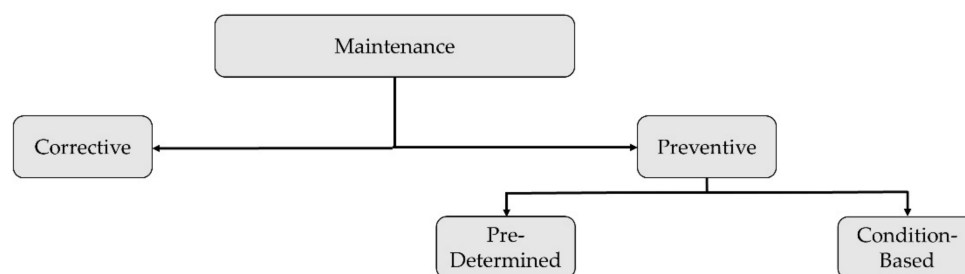 Maintenance
Corrective
Preventive
Pre-
Determined
Condition-
Based